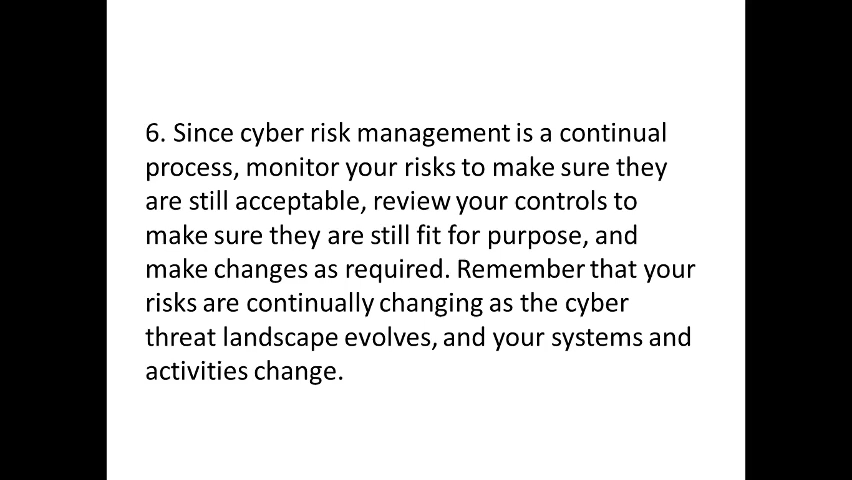 6. Since cyber risk management is a continual
process, monitor your risks to make sure they
are still acceptable, review your controls to
make sure they are still fit for purpose, and
make changes as required. Remember that your
risks are continually changing as the cyber
threat landscape evolves, and your systems and
activities change.